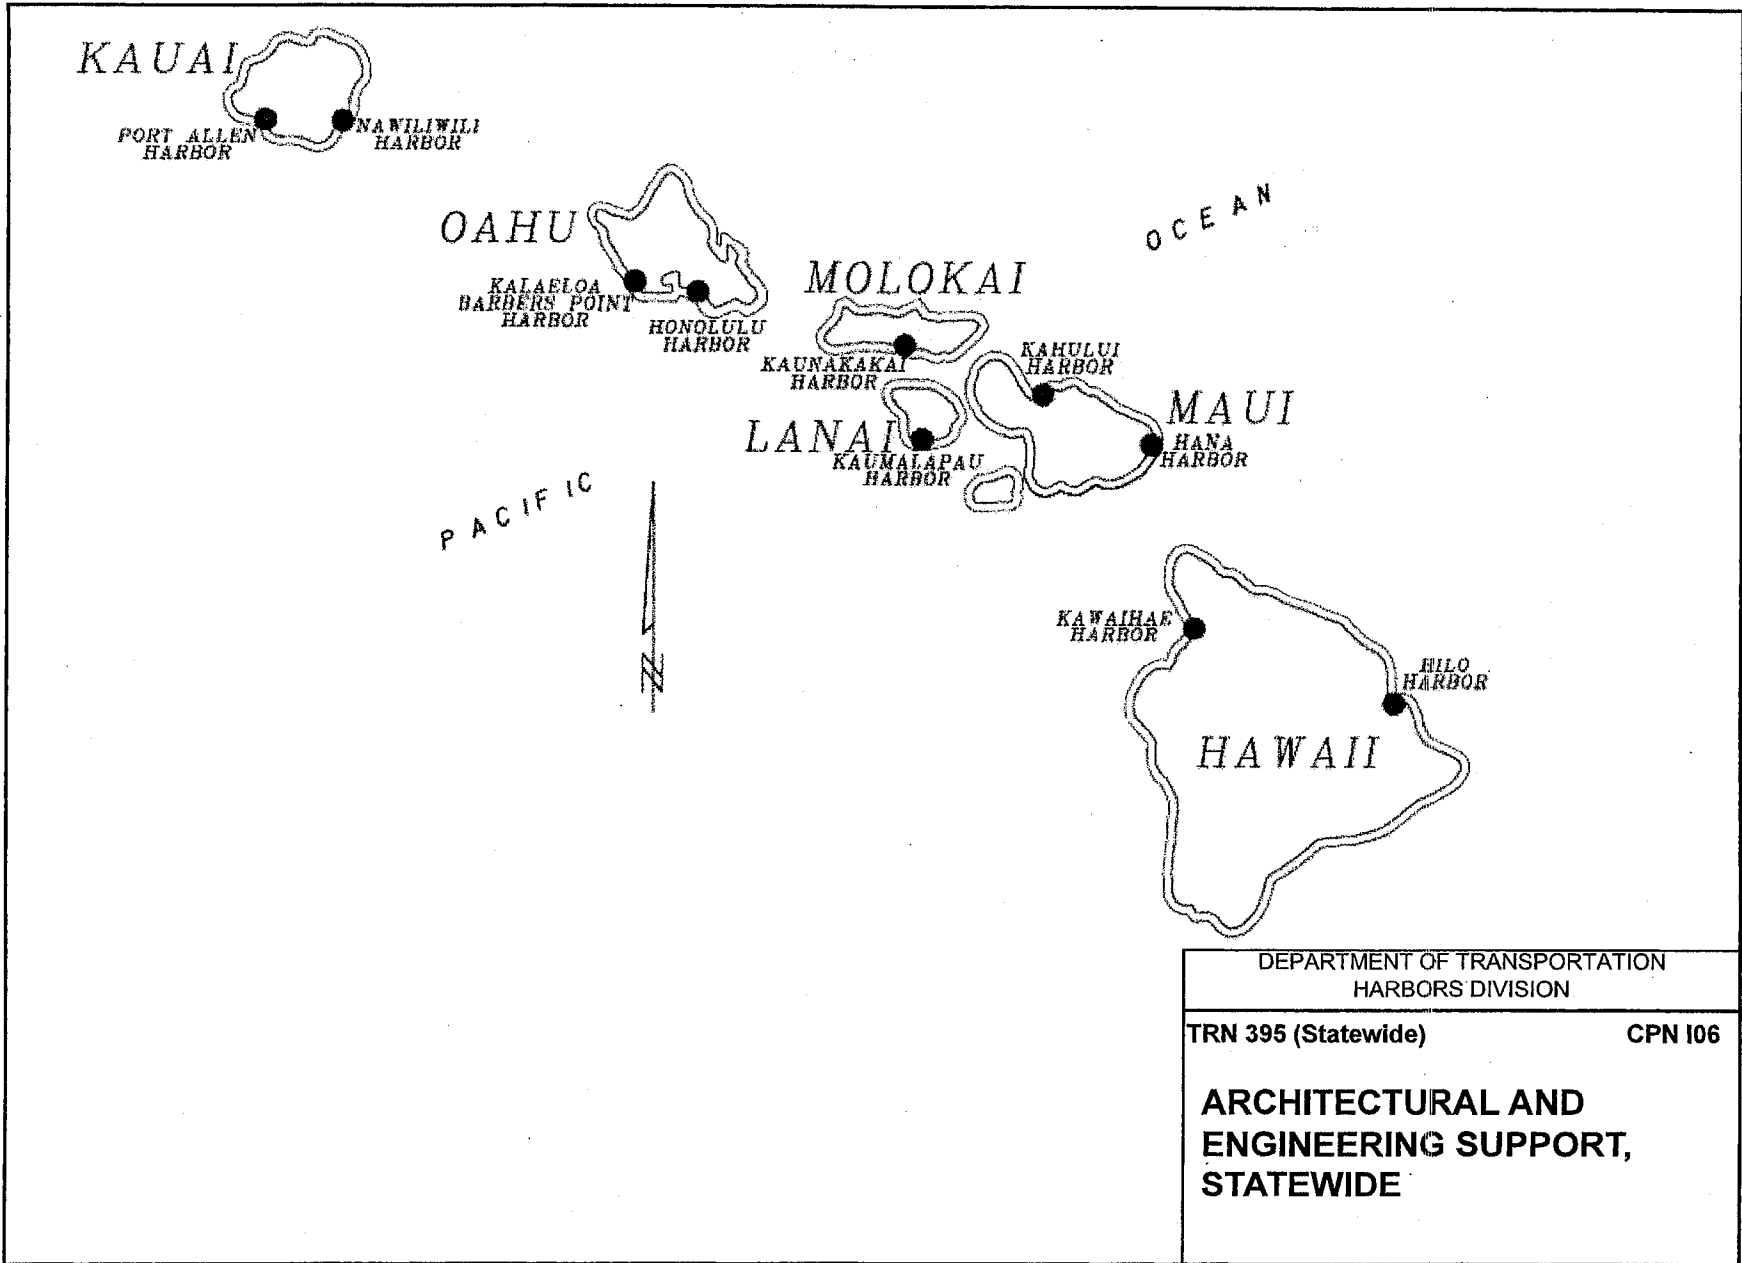 KAUAI
PORT ALLEN
HARBOR
NAWILIWILI
HARBOR
OAHU
KALAELOA
BARBERS POINT
HARBOR
HONOLULU
HARBOR
OCEAN
MOLOKAI
KAUNAKAKAI
HARBOR
KAHULUI
HARBOR
MAUI
HANA
HARBOR
LANAI
KAUMALAPAU
HARBOR
PACIFIC
N
KAWAIHAE
HARBOR
HILO
HARBOR
HAWAII
DEPARTMENT OF TRANSPORTATION
HARBORS DIVISION
TRN 395 (Statewide) CPN I06
ARCHITECTURAL AND
ENGINEERING SUPPORT,
STATEWIDE